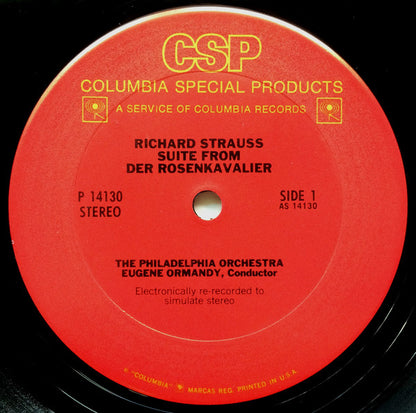 CSP
COLUMBIA SPECIAL PRODUCTS
A SERVICE OF COLUMBIA RECORDS
RICHARD STRAUSS
SUITE FROM
DER ROSENKAVALIER
P 14130
STEREO
SIDE 1
AS 14130
THE PHILADELPHIA ORCHESTRA
EUGENE ORMANDY, Conductor
Electronically re-recorded to
simulate stereo
"COLUMBIA" MARCAS REG. PRINTED IN U.S.A.